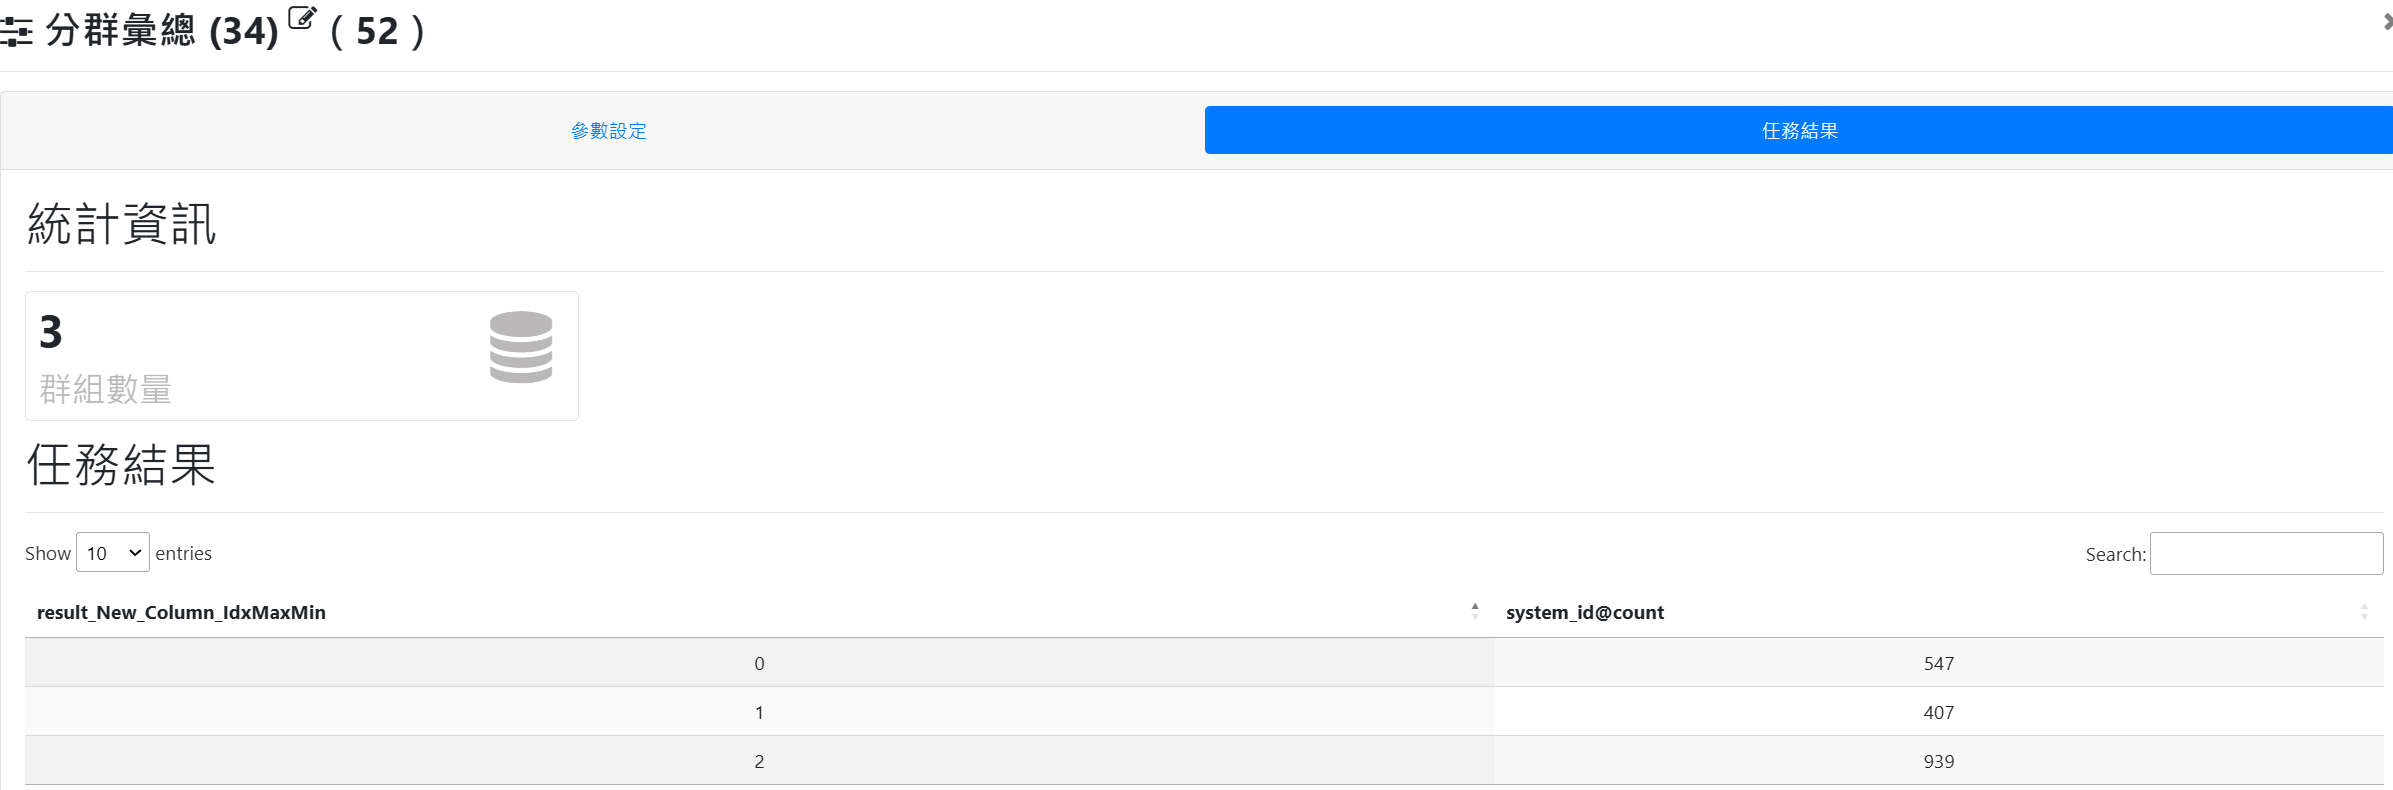 分群彙總 (34) ( 52 )
參數設定 任務結果
統計資訊
3
群組數量
任務結果
Show 10 entries Search:
result_New_Column_IdxMaxMin system_id@count
0 547
1 407
2 939